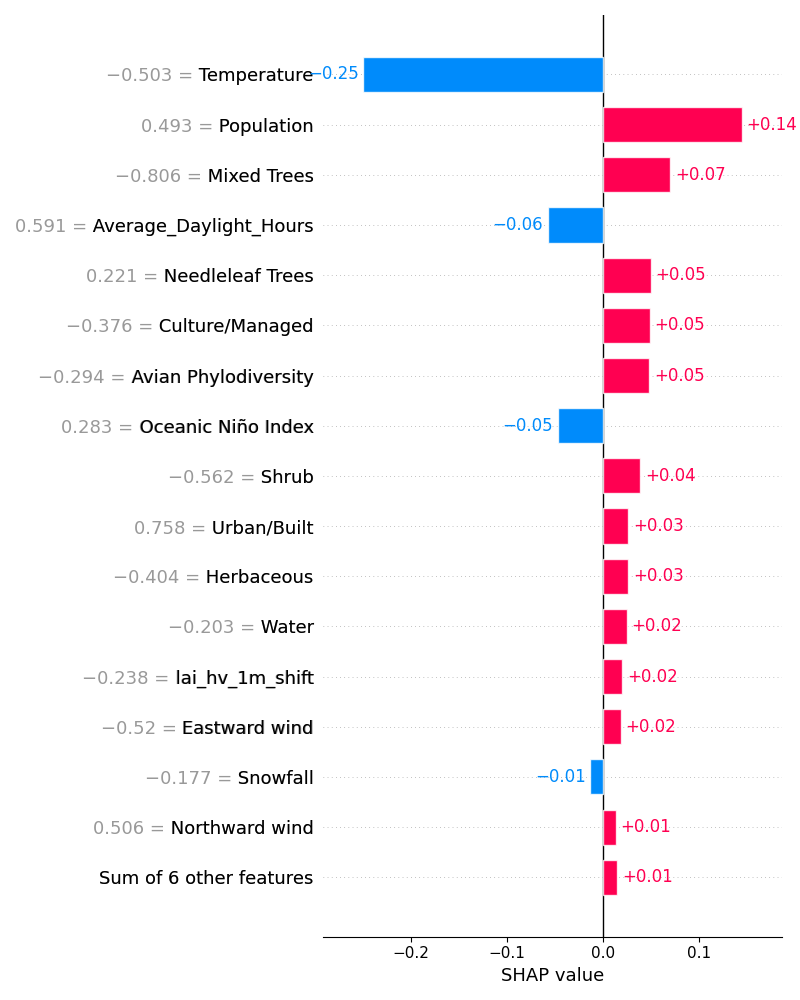 −0.503 = Temperature −0.25
0.493 = Population +0.14
−0.806 = Mixed Trees +0.07
0.591 = Average_Daylight_Hours −0.06
0.221 = Needleleaf Trees +0.05
−0.376 = Culture/Managed +0.05
−0.294 = Avian Phylodiversity +0.05
0.283 = Oceanic Niño Index −0.05
−0.562 = Shrub +0.04
0.758 = Urban/Built +0.03
−0.404 = Herbaceous +0.03
−0.203 = Water +0.02
−0.238 = lai_hv_1m_shift +0.02
−0.52 = Eastward wind +0.02
−0.177 = Snowfall −0.01
0.506 = Northward wind +0.01
Sum of 6 other features +0.01
−0.2 −0.1 0.0 0.1
SHAP value